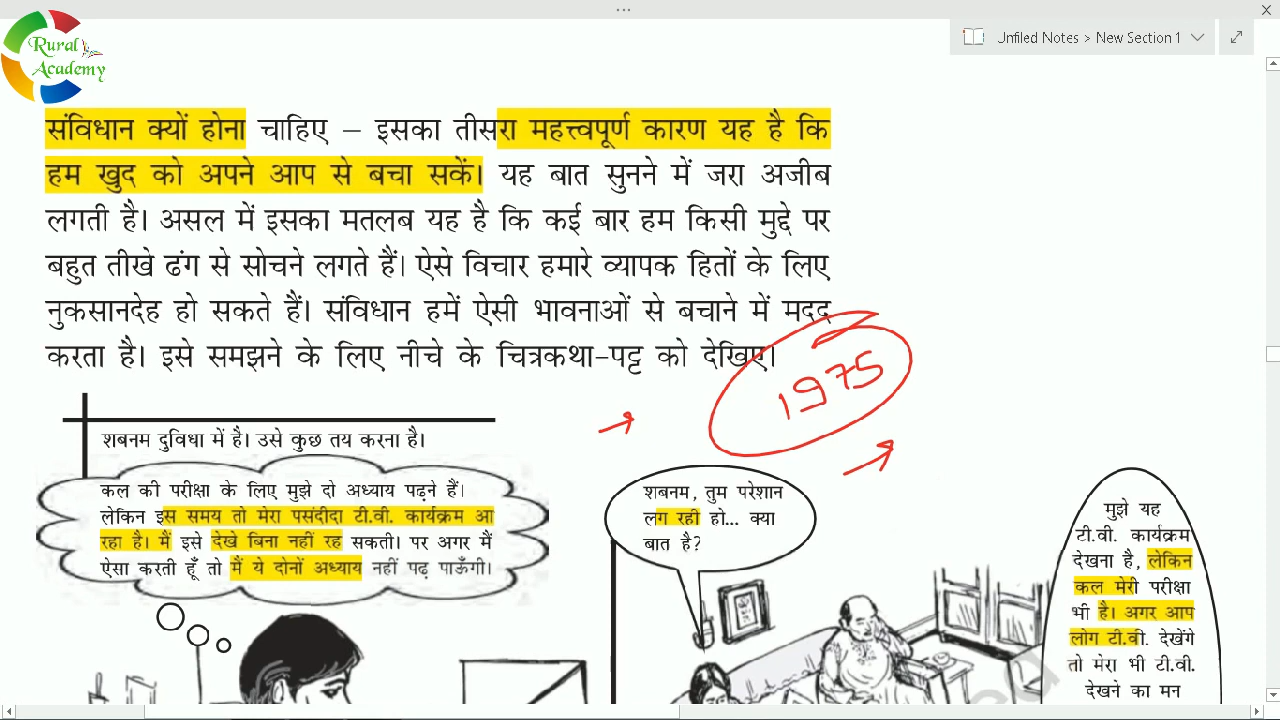 Rural
Academy
Unfiled Notes > New Section 1
संविधान क्यों होना चाहिए – इसका तीसरा महत्त्वपूर्ण कारण यह है कि
हम खुद को अपने आप से बचा सकें। यह बात सुनने में जरा अजीब
लगती है। असल में इसका मतलब यह है कि कई बार हम किसी मुद्दे पर
बहुत तीखे ढंग से सोचने लगते हैं। ऐसे विचार हमारे व्यापक हितों के लिए
नुकसानदेह हो सकते हैं। संविधान हमें ऐसी भावनाओं से बचाने में मदद
करता है। इसे समझने के लिए नीचे के चित्रकथा-पट्ट को देखिए।
1975
शबनम दुविधा में है। उसे कुछ तय करना है।
कल की परीक्षा के लिए मुझे दो अध्याय पढ़ने हैं।
लेकिन इस समय तो मेरा पसंदीदा टी.वी. कार्यक्रम आ
रहा है। मैं इसे देखे बिना नहीं रह सकती। पर अगर मैं
ऐसा करती हूँ तो मैं ये दोनों अध्याय नहीं पढ़ पाऊँगी।
शबनम, तुम परेशान
लग रही हो... क्या
बात है?
मुझे यह
टी.वी. कार्यक्रम
देखना है, लेकिन
कल मेरी परीक्षा
भी है। अगर आप
लोग टी.वी. देखेंगे
तो मेरा भी टी.वी.
देखने का मन